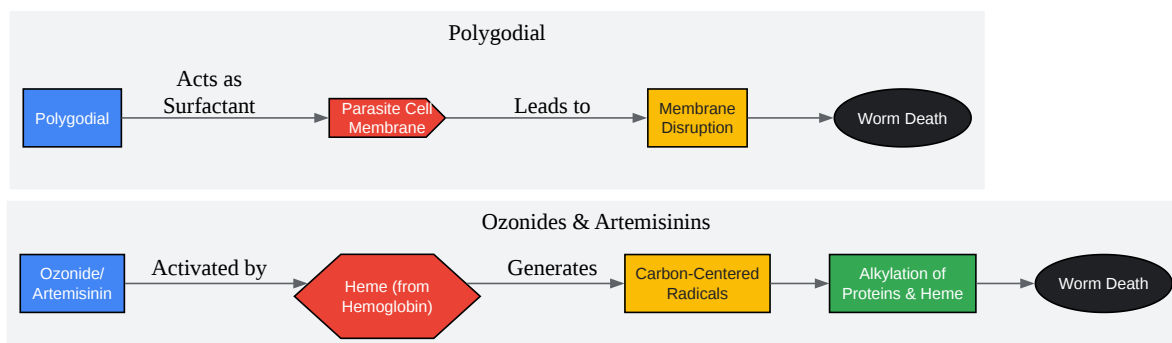 Polygodial
Acts as
Surfactant
Leads to
Polygodial
Parasite Cell
Membrane
Membrane
Disruption
Worm Death
Ozonides & Artemisinins
Activated by
Generates
Ozonide/
Artemisinin
Heme (from
Hemoglobin)
Carbon-Centered
Radicals
Alkylation of
Proteins & Heme
Worm Death